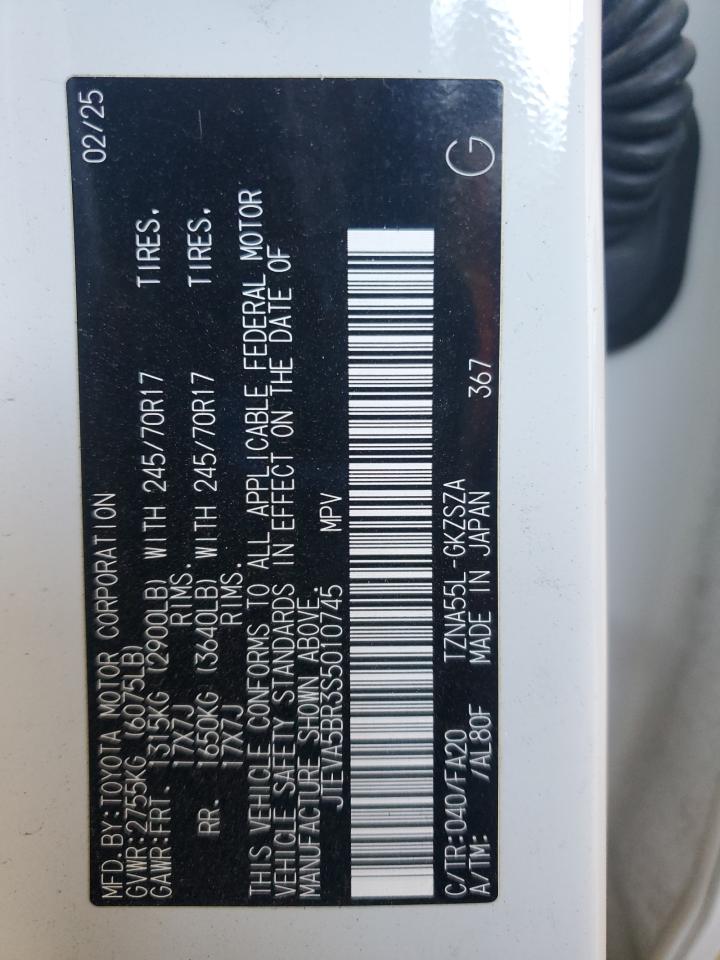 MFD. BY: TOYOTA MOTOR CORPORATION 02/25
GVWR: 2755KG (6075LB)
GAWR: FRT. 1315KG (2900LB) WITH 245/70R17 TIRES,
17X7J RIMS.
RR. 1650KG (3640LB) WITH 245/70R17 TIRES,
17X7J RIMS.
THIS VEHICLE CONFORMS TO ALL APPLICABLE FEDERAL MOTOR
VEHICLE SAFETY STANDARDS IN EFFECT ON THE DATE OF
MANUFACTURE SHOWN ABOVE.
JTEVA5BR3S5010745 MPV
C/TR: 040/FA20 TZNA55L-GKZSZA
A/TM: /AL80F MADE IN JAPAN 367 G